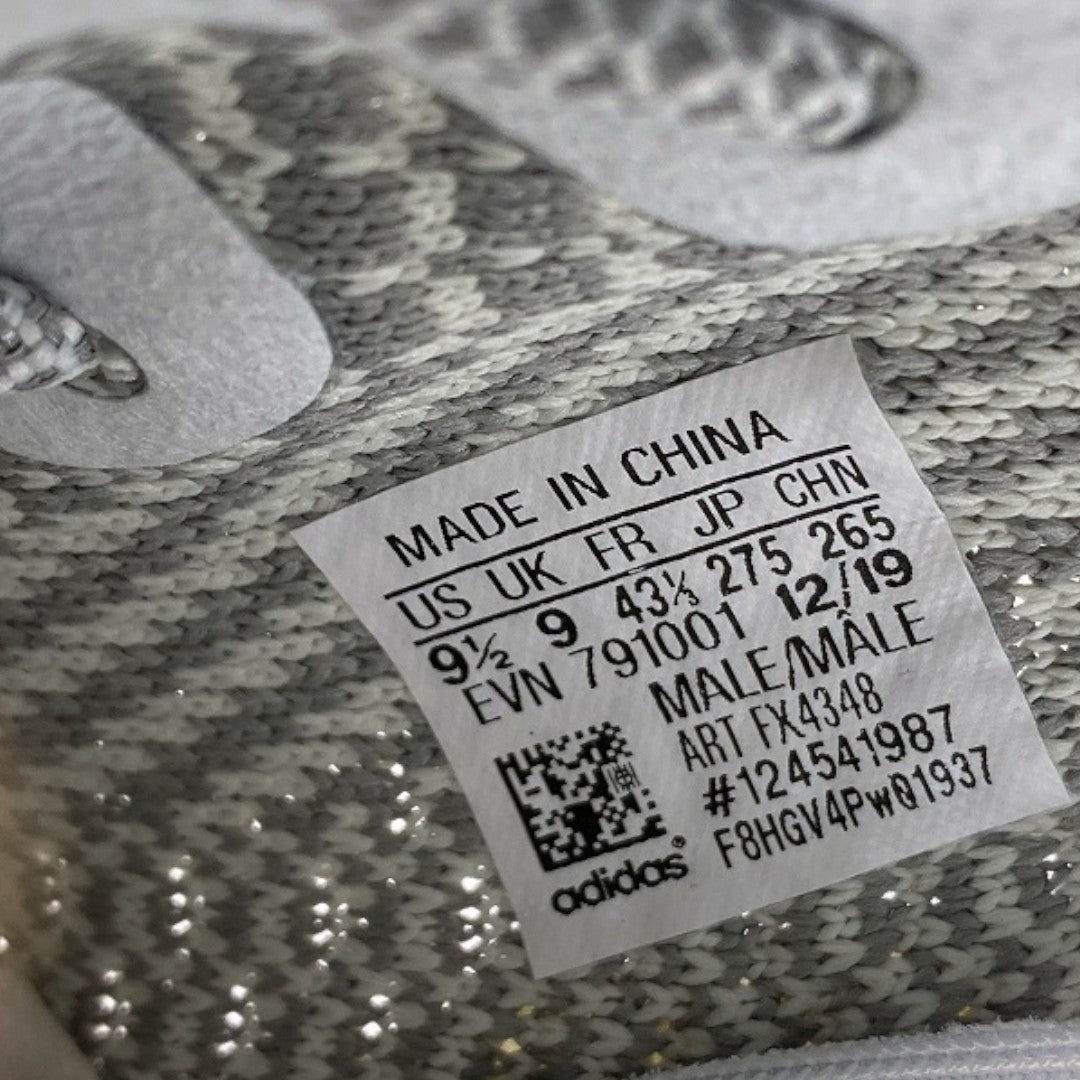 MADE IN CHINA
US UK FR JP CHN
9½ 9 43⅓ 275 265
EVN 791001 12/19
MALE/MÂLE
ART FX4348
#124541987
F8HGV4PwQ1937
adidas®